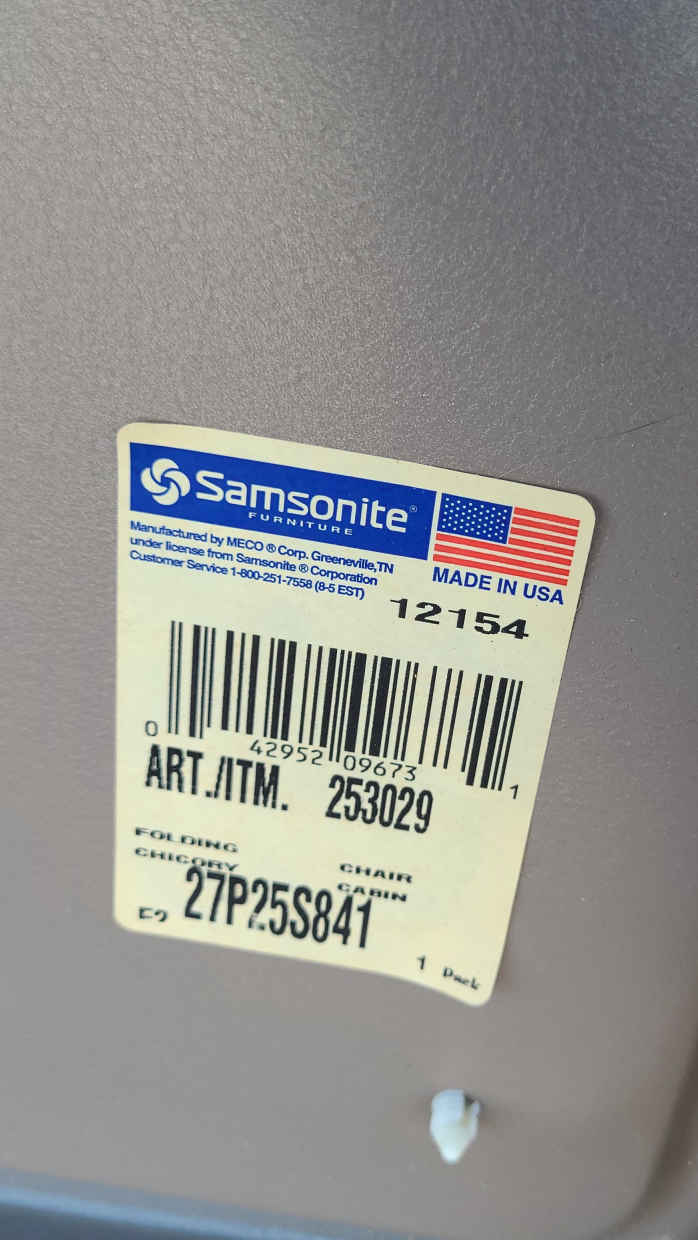 Samsonite®
FURNITURE
Manufactured by MECO ® Corp. Greeneville,TN
under license from Samsonite ® Corporation
Customer Service 1-800-251-7558 (8-5 EST)
MADE IN USA
12154
0 42952 09673 1
ART./ITM. 253029
FOLDING CHAIR
CHICORY CABIN
27P25S841
1 Pack